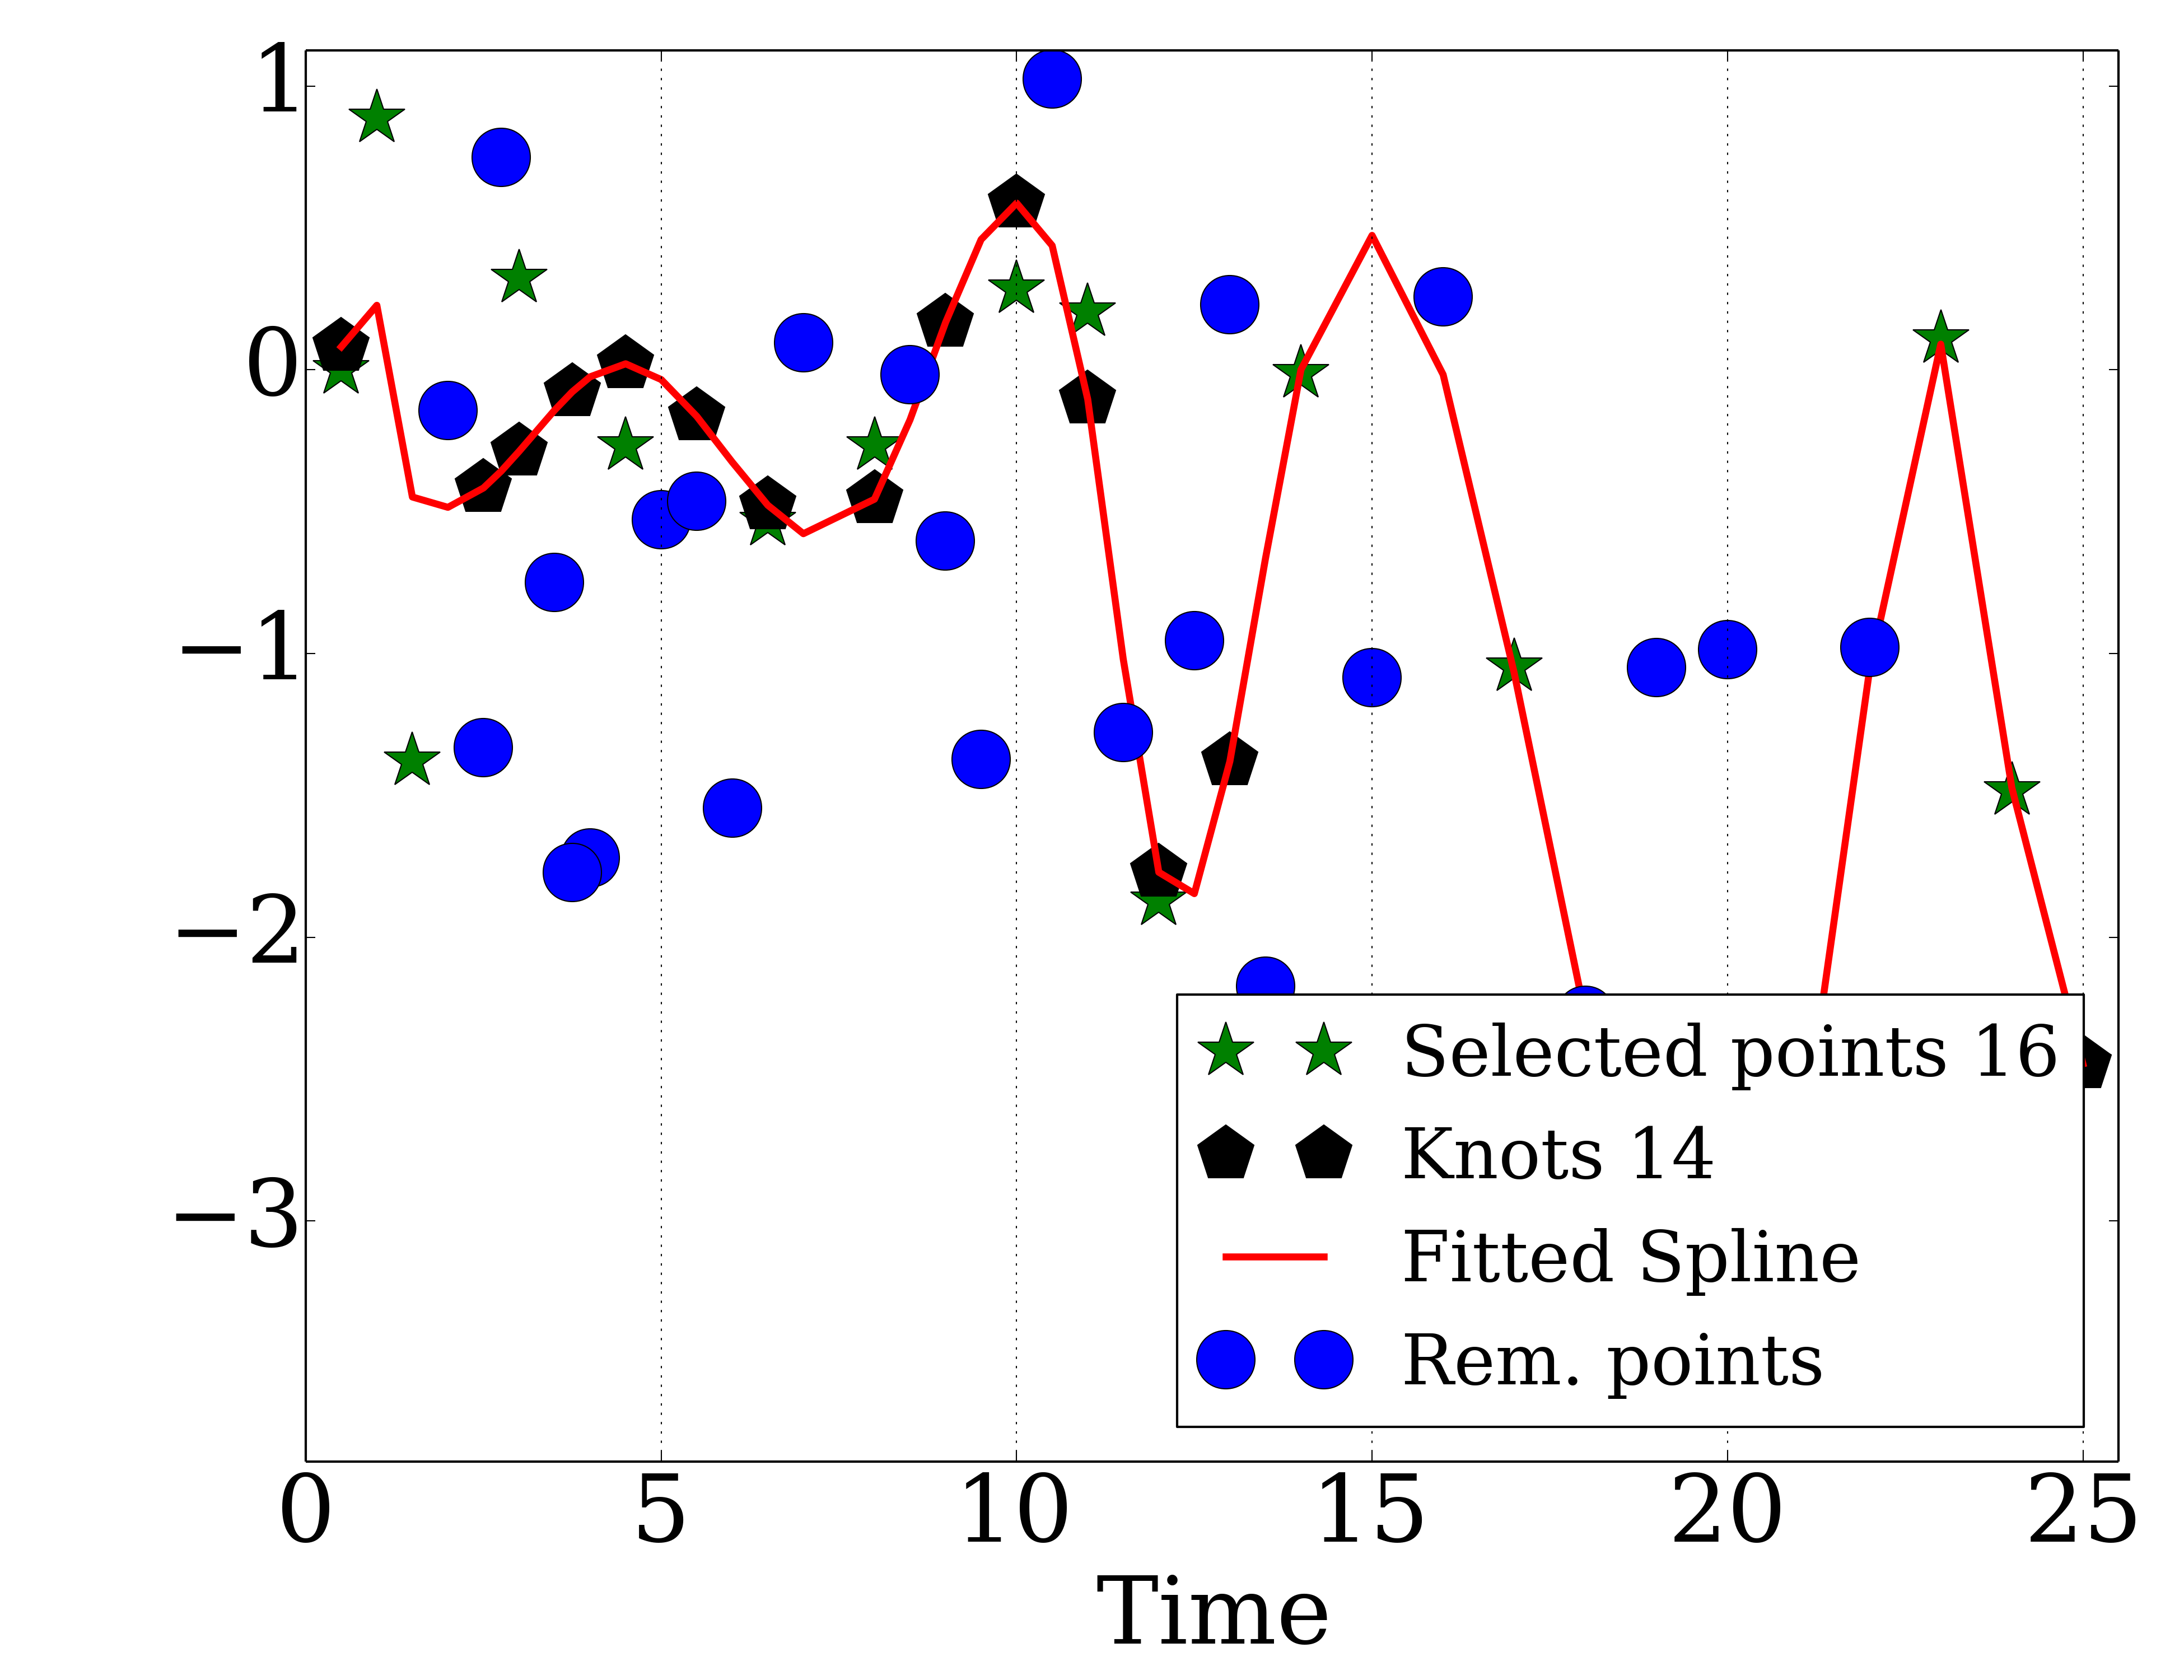 1
0
−1
−2
−3
Selected points 16
Knots 14
Fitted Spline
Rem. points
0 5 10 15 20 25
Time